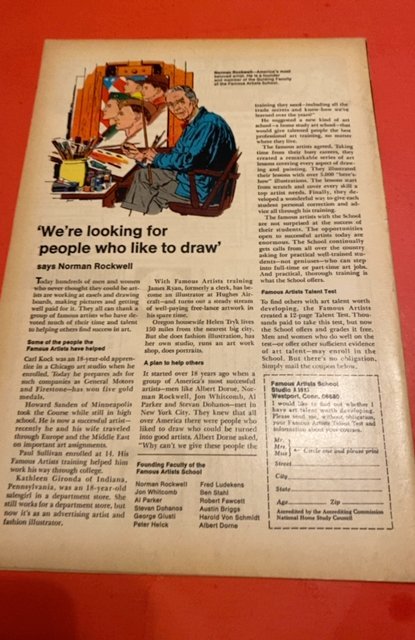 Norman Rockwell—America's most
beloved artist. He is a founder
and member of the Guiding Faculty
of the Famous Artists School.
'We're looking for
people who like to draw'
says Norman Rockwell
Today hundreds of men and women
who never thought they could be art-
ists are working at easels and drawing
boards, making pictures and getting
well paid for it. They all can thank a
group of famous artists who have de-
voted much of their time and talent
to helping others find success in art.
Some of the people the
Famous Artists have helped
Carl Kock was an 18-year-old appren-
tice in a Chicago art studio when he
enrolled. Today he prepares ads for
such companies as General Motors
and Firestone—has won five gold
medals.
Howard Sanden of Minneapolis
took the Course while still in high
school. He is now a successful artist—
recently he and his wife traveled
through Europe and the Middle East
on important art assignments.
Paul Sullivan enrolled at 14. His
Famous Artists training helped him
work his way through college.
Kathleen Gironda of Indiana,
Pennsylvania, was an 18-year-old
salesgirl in a department store. She
still works for a department store, but
now it's as an advertising artist and
fashion illustrator.
With Famous Artists training
James Ryan, formerly a clerk, has be-
come an illustrator at Hughes Air-
craft—and turns out a steady stream
of well-paying free-lance artwork in
his spare time.
Oregon housewife Helen Tryk lives
150 miles from the nearest big city.
But she does fashion illustration, has
her own studio, runs an art work
shop, does portraits.
A plan to help others
It started over 18 years ago when a
group of America's most successful
artists—men like Albert Dorne, Nor-
man Rockwell, Jon Whitcomb, Al
Parker and Stevan Dohanos—met in
New York City. They knew that all
over America there were people who
liked to draw who could be turned
into good artists. Albert Dorne asked,
"Why can't we give these people the
Founding Faculty of the
Famous Artists School
Norman Rockwell
Jon Whitcomb
Al Parker
Stevan Dohanos
George Giusti
Peter Helck
Fred Ludekens
Ben Stahl
Robert Fawcett
Austin Briggs
Harold Von Schmidt
Albert Dorne
training they need—including all the
trade secrets and know-how we've
learned over the years?"
He suggested a new kind of art
school—a home study art school—that
would give talented people the best
professional art training, no matter
where they live.
The famous artists agreed. Taking
time from their busy careers, they
created a remarkable series of art
lessons covering every aspect of draw-
ing and painting. They illustrated
their lessons with over 5,000 "here's-
how" illustrations. The lessons start
from scratch and cover every skill a
top artist needs. Finally, they de-
veloped a wonderful way to give each
student personal correction and ad-
vice all through his training.
The famous artists with the School
are not surprised at the success of
their students. The opportunities
open to successful artists today are
enormous. The School continually
gets calls from all over the country
asking for practical well-trained stu-
dents—not geniuses—who can step
into full-time or part-time art jobs.
And practical, thorough training is
what the School offers.
Famous Artists Talent Test
To find others with art talent worth
developing, the Famous Artists
created a 12-page Talent Test. Thou-
sands paid to take this test, but now
the School offers and grades it free.
Men and women who do well on the
test—or offer other sufficient evidence
of art talent—may enroll in the
School. But there's no obligation.
Simply mail the coupon below.
Famous Artists School
Westport, Conn. 06880
I would like to find out whether I
have art talent worth developing.
Please send me, without obligation,
your Famous Artists Talent Test and
information about your courses.
Mr.
Mrs.
Miss
Circle one and please print
Street
City
State
Age Zip
Accredited by the Accrediting Commission
National Home Study Council